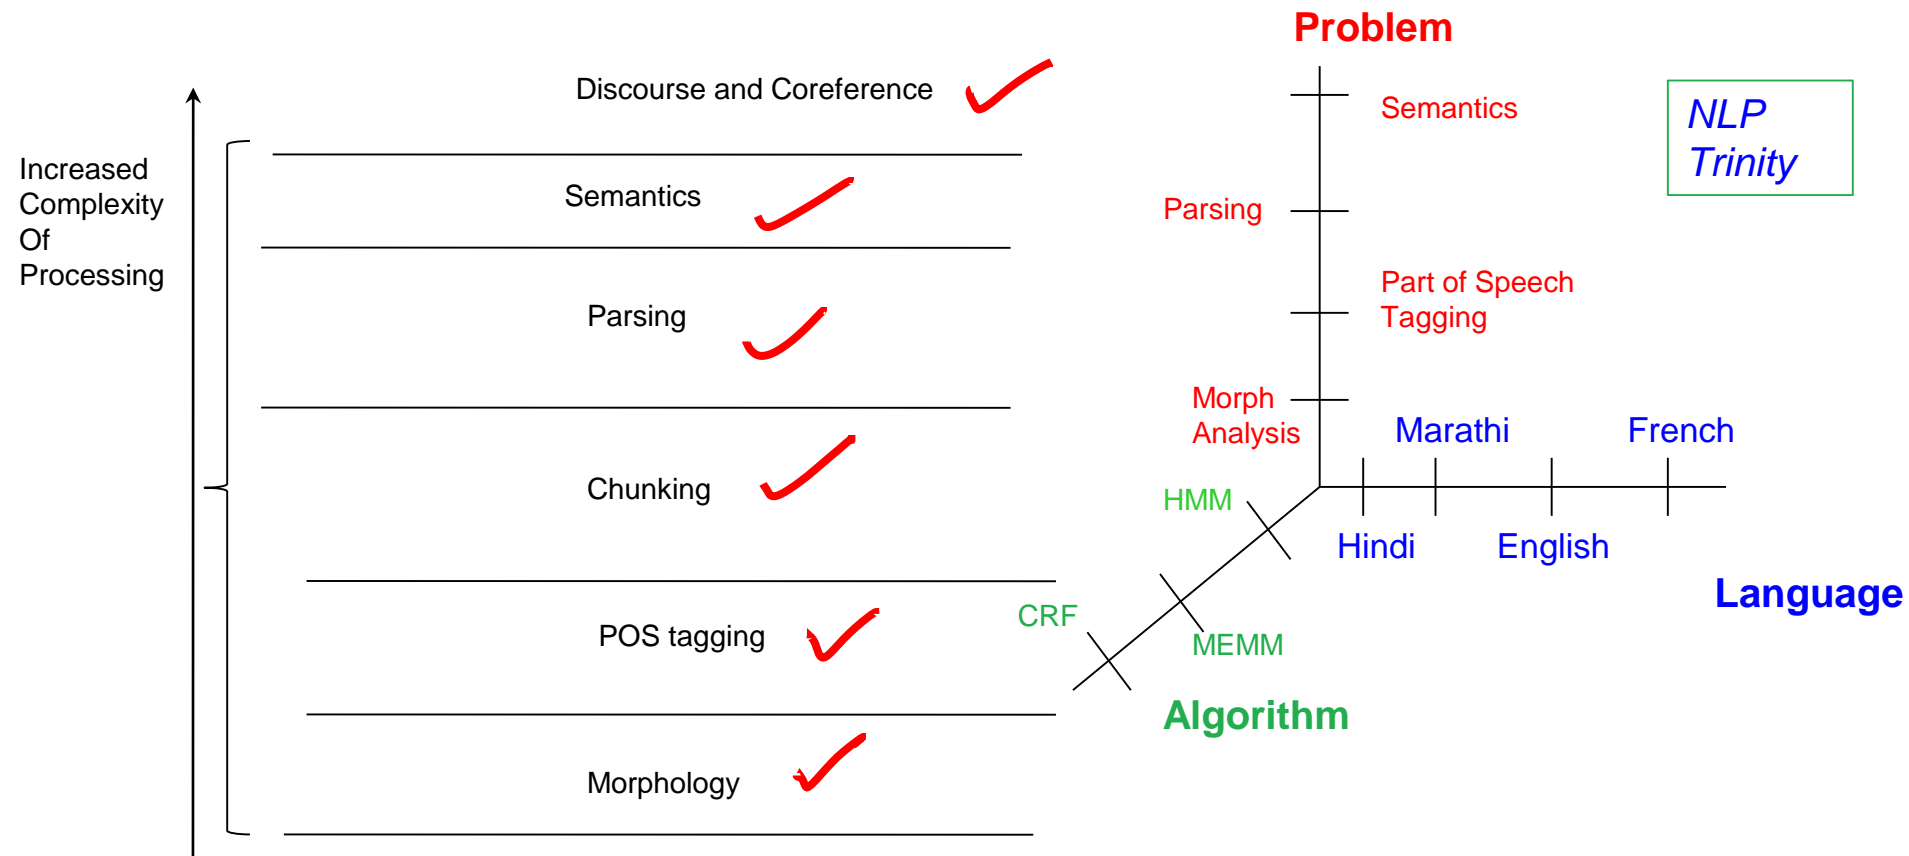 Discourse and Coreference
Increased
Complexity
Of
Processing
Semantics
Parsing
Chunking
POS tagging
Morphology
Problem
NLP
Trinity
Semantics
Parsing
Part of Speech
Tagging
Morph
Analysis
Marathi
French
HMM
Hindi
English
Language
CRF
MEMM
Algorithm